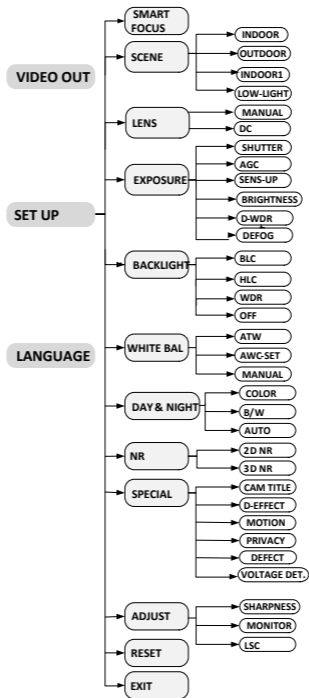 VIDEO OUT
SET UP
LANGUAGE
SMART
FOCUS
SCENE
INDOOR
OUTDOOR
INDOOR1
LOW-LIGHT
LENS
MANUAL
DC
EXPOSURE
SHUTTER
AGC
SENS-UP
BRIGHTNESS
D-WDR
DEFOG
BACKLIGHT
BLC
HLC
WDR
OFF
WHITE BAL
ATW
AWC-SET
MANUAL
DAY & NIGHT
COLOR
B/W
AUTO
NR
2D NR
3D NR
SPECIAL
CAM TITLE
D-EFFECT
MOTION
PRIVACY
DEFECT
VOLTAGE DET.
ADJUST
SHARPNESS
MONITOR
LSC
RESET
EXIT